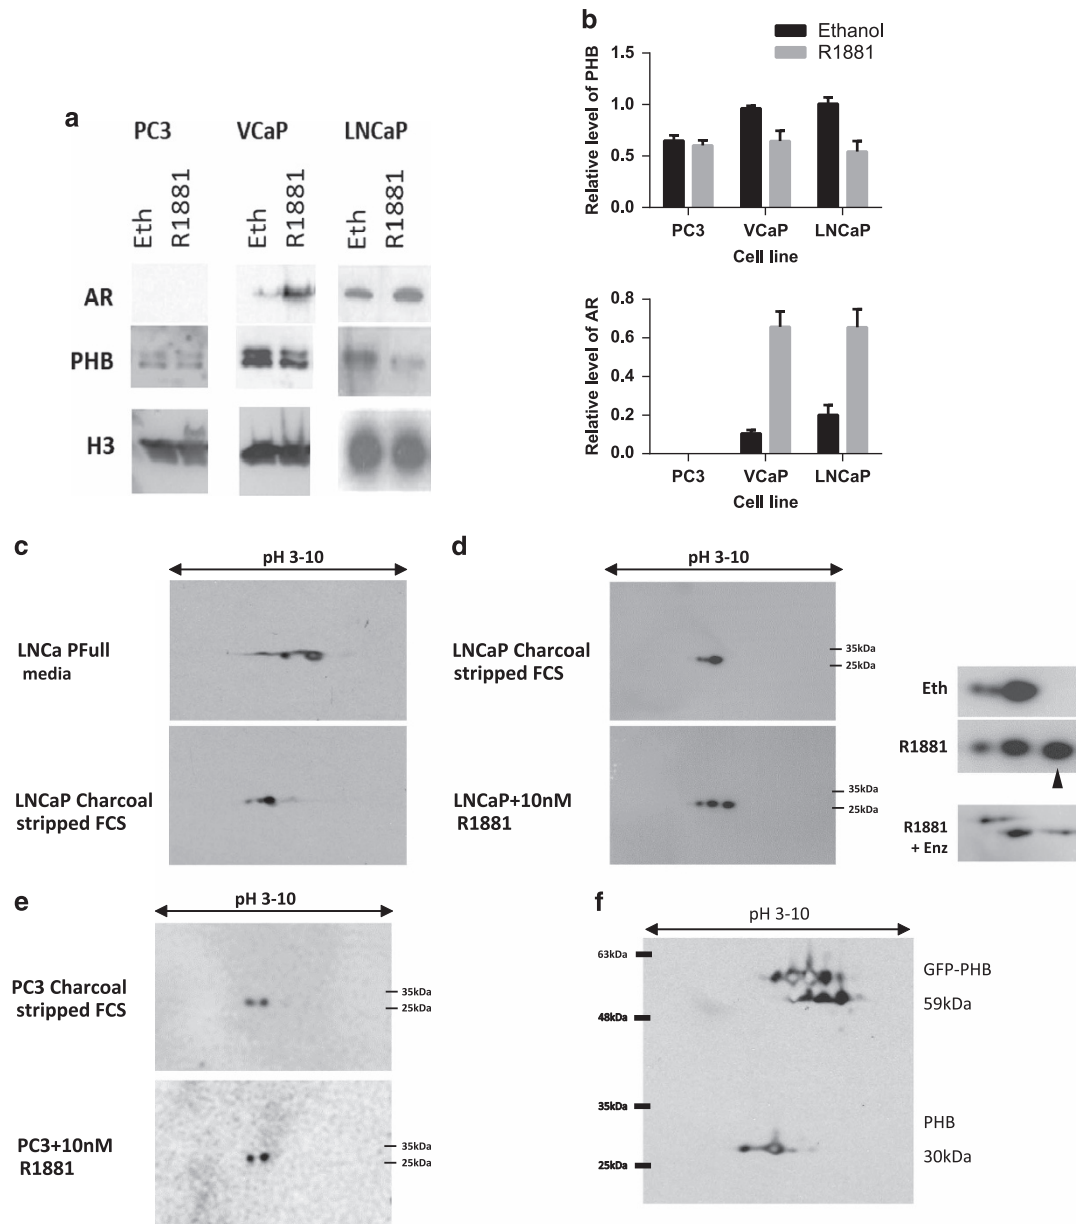 a
PC3 VCaP LNCaP
Eth R1881 Eth R1881 Eth R1881
AR
PHB
H3
b
Ethanol
R1881
Relative level of PHB
1.5
1.0
0.5
0.0
PC3 VCaP LNCaP
Cell line
Relative level of AR
0.8
0.6
0.4
0.2
0.0
PC3 VCaP LNCaP
Cell line
c
pH 3-10
LNCa PFull
media
LNCaP Charcoal
stripped FCS
d
pH 3-10
LNCaP Charcoal
stripped FCS
35kDa
25kDa
LNCaP+10nM
R1881
35kDa
25kDa
Eth
R1881
R1881
+ Enz
e
pH 3-10
PC3 Charcoal
stripped FCS
35kDa
25kDa
PC3+10nM
R1881
35kDa
25kDa
f
pH 3-10
63kDa
48kDa
35kDa
25kDa
GFP-PHB
59kDa
PHB
30kDa